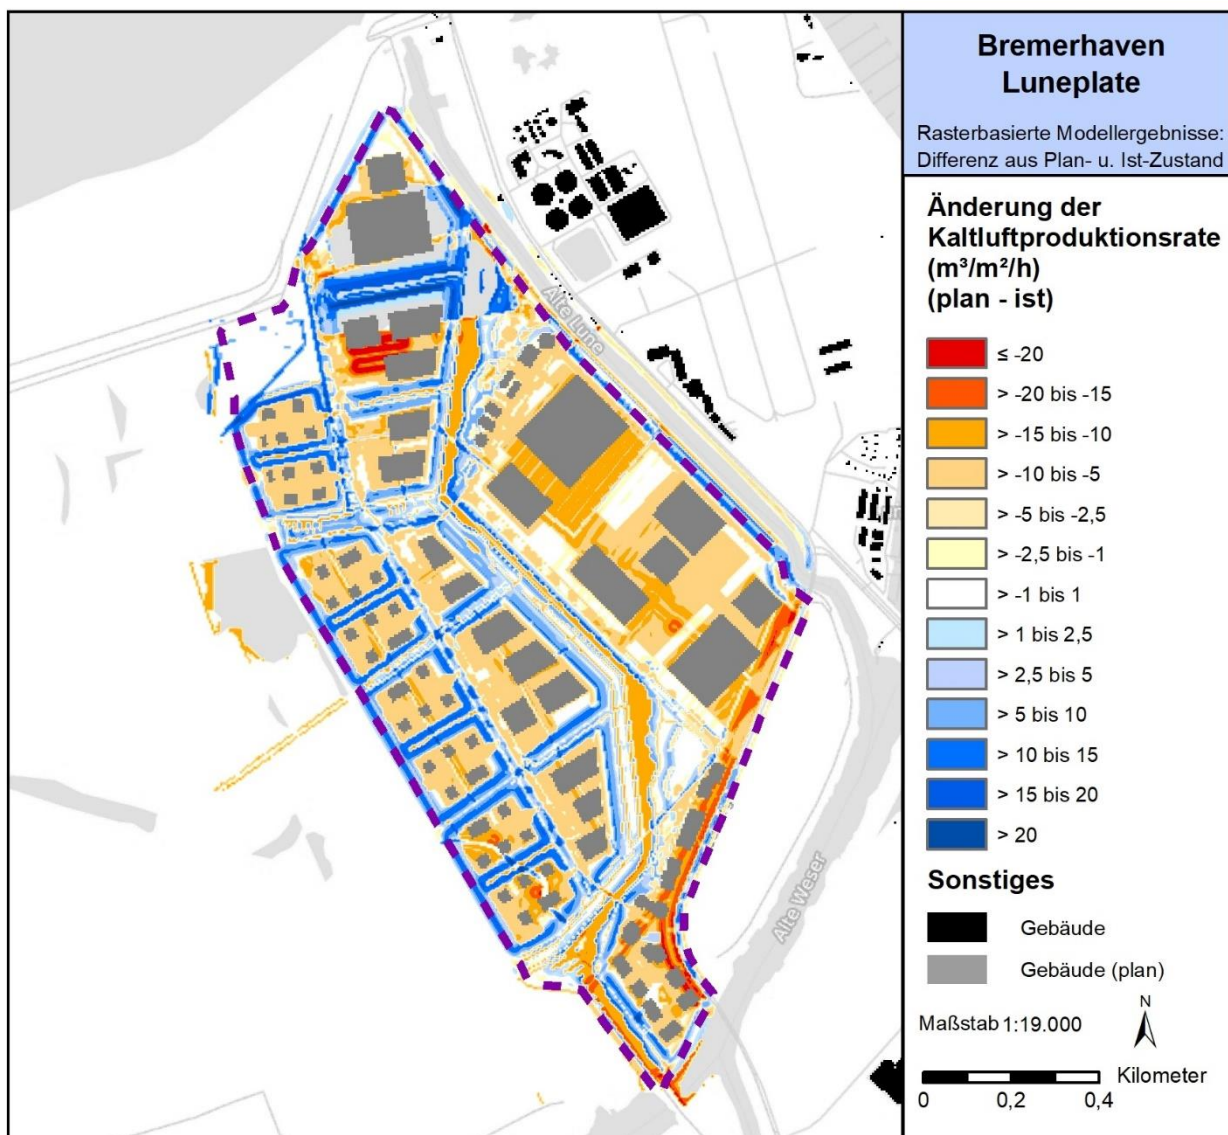 Bremerhaven
Luneplate
Rasterbasierte Modellergebnisse:
Differenz aus Plan- u. Ist-Zustand
Änderung der
Kaltluftproduktionsrate
(m³/m²/h)
(plan - ist)
≤ -20
> -20 bis -15
> -15 bis -10
> -10 bis -5
> -5 bis -2,5
> -2,5 bis -1
> -1 bis 1
> 1 bis 2,5
> 2,5 bis 5
> 5 bis 10
> 10 bis 15
> 15 bis 20
> 20
Sonstiges
Gebäude
Gebäude (plan)
N
Maßstab 1:19.000
Kilometer
0 0,2 0,4
Alte Lune
Alte Weser